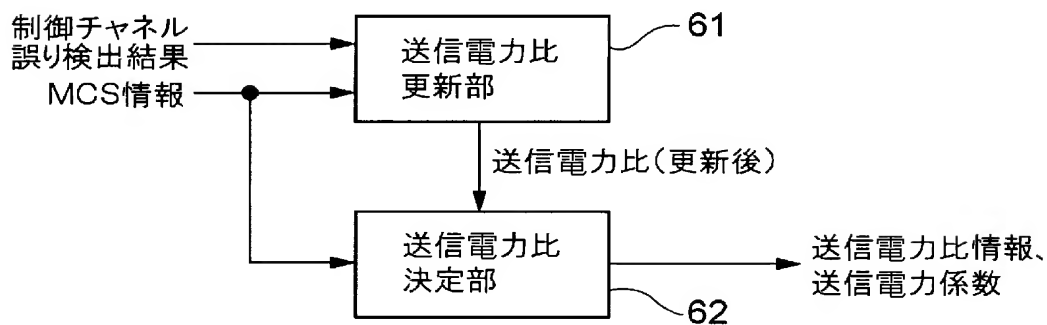 制御チャネル
誤り検出結果
MCS情報
送信電力比
更新部
61
送信電力比(更新後)
送信電力比
決定部
62
送信電力比情報、
送信電力係数